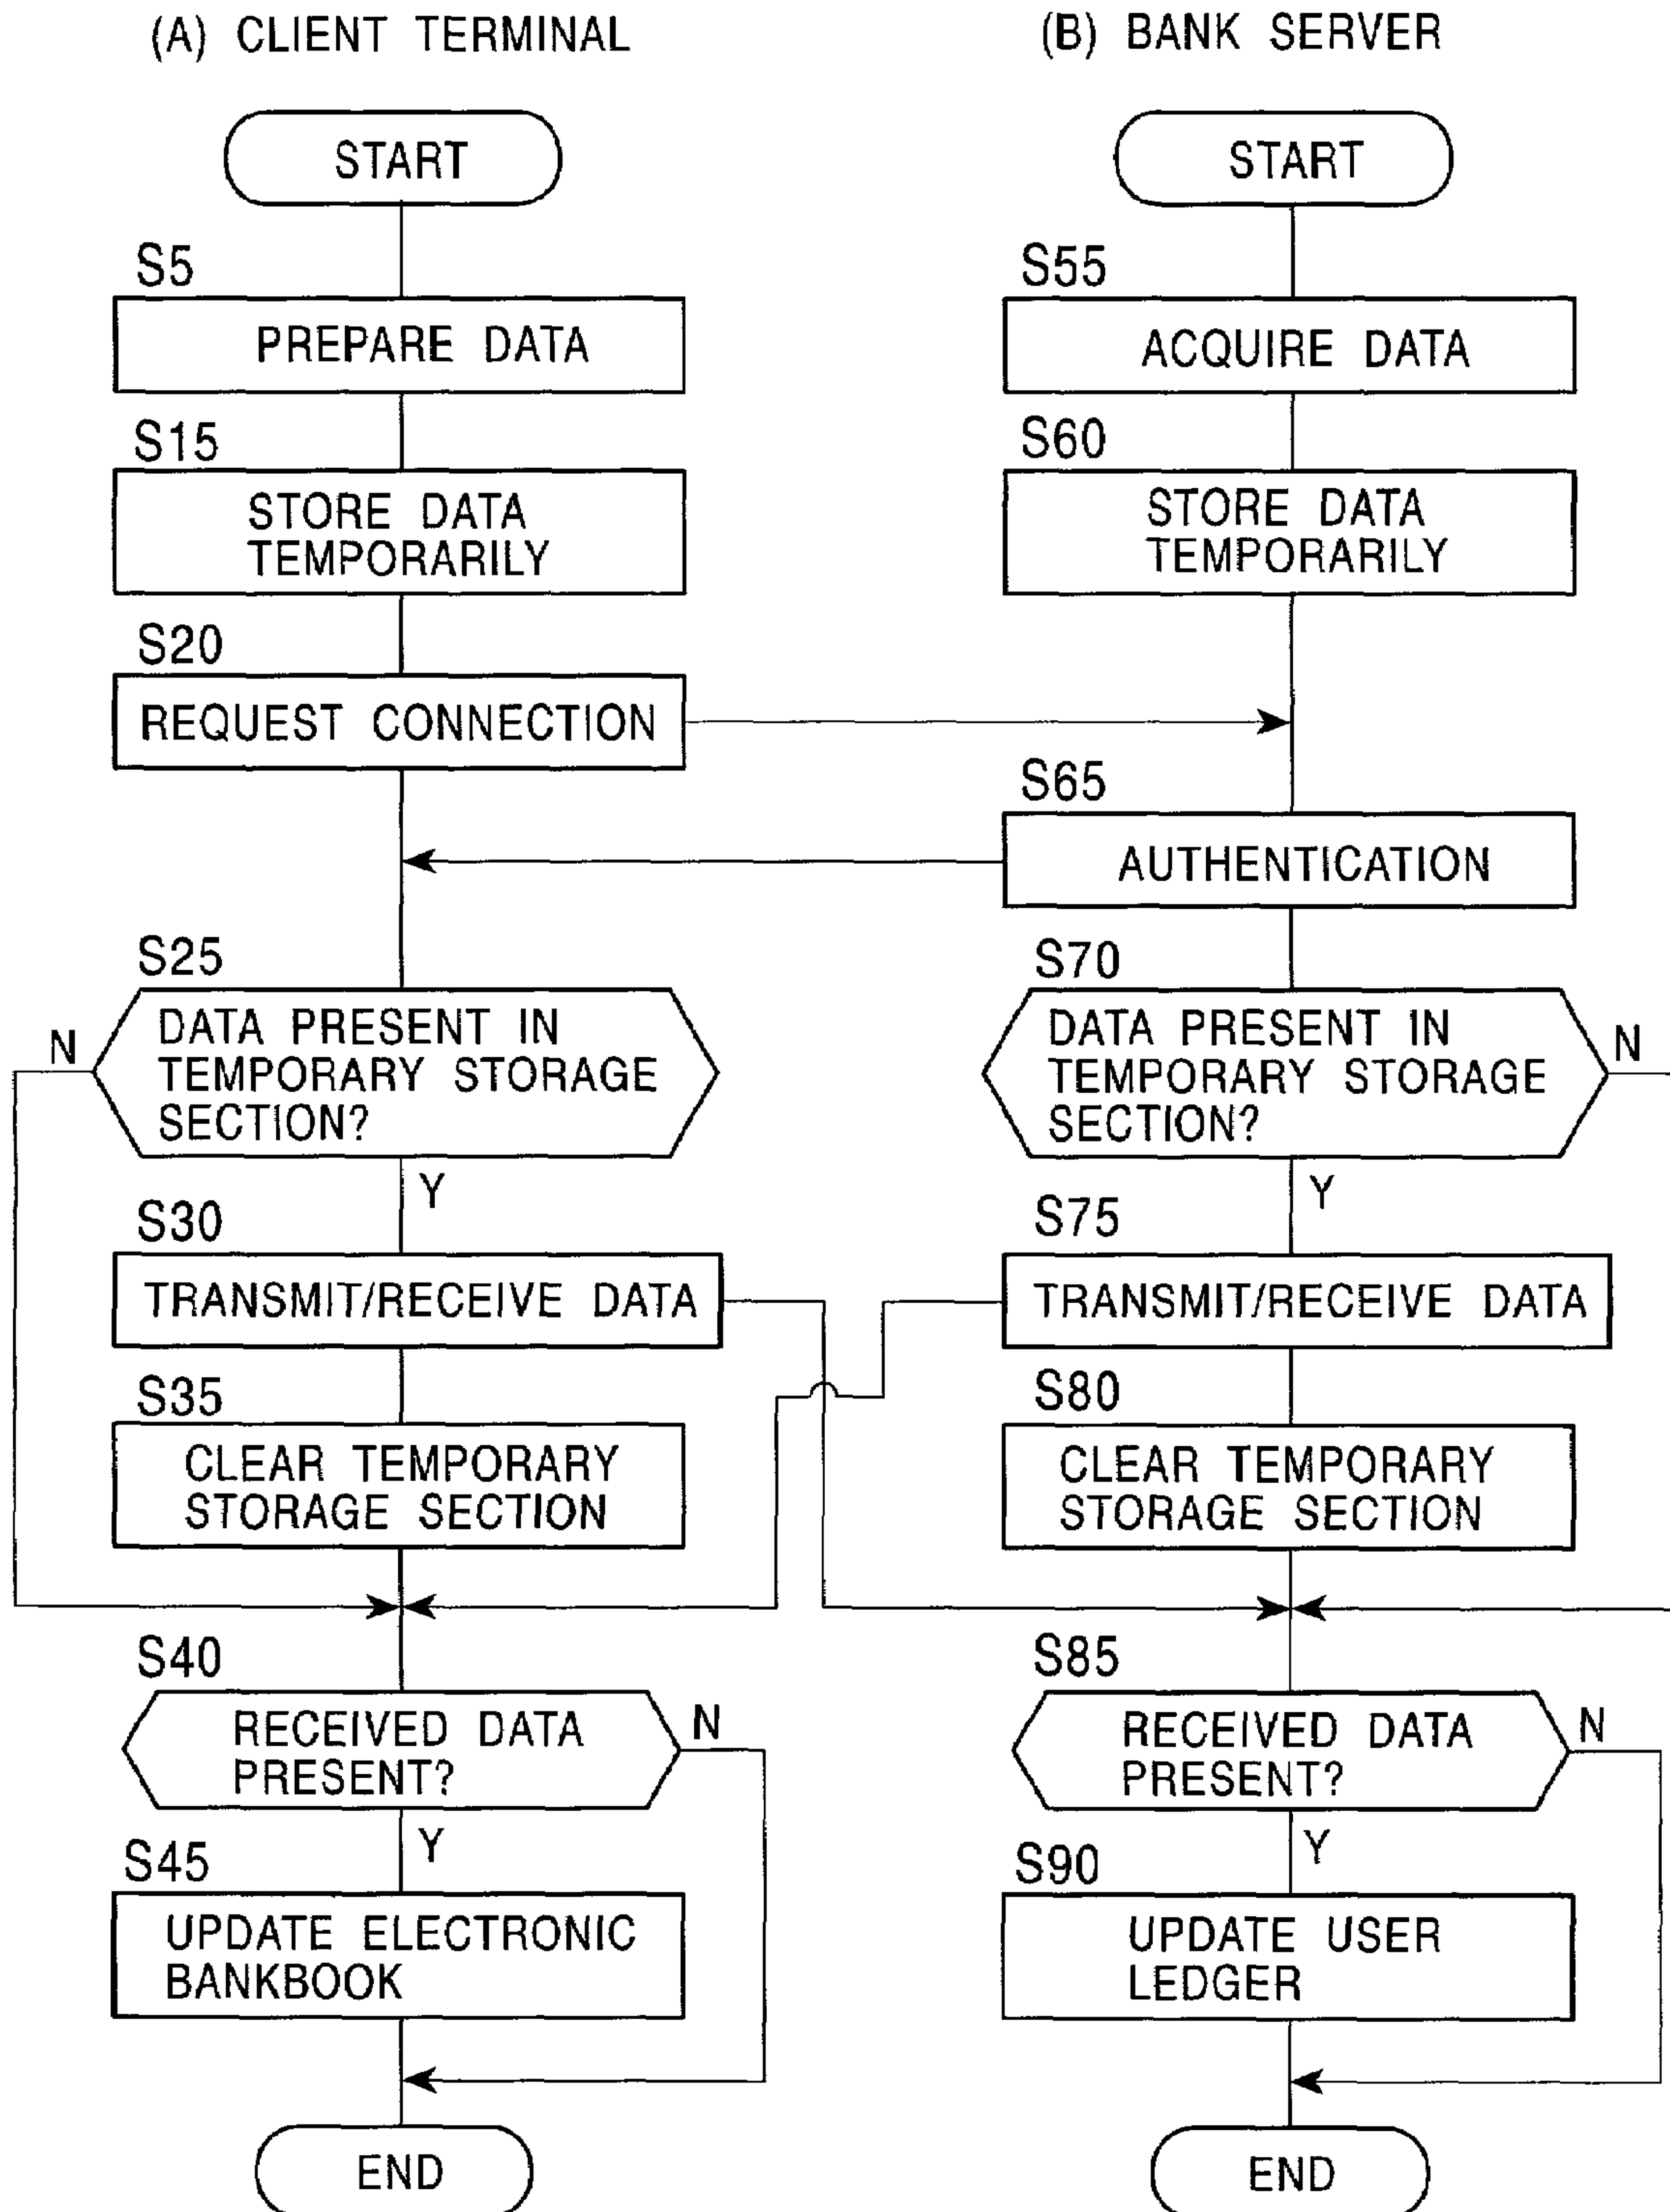 (A) CLIENT TERMINAL
START
S5
PREPARE DATA
S15
STORE DATA
TEMPORARILY
S20
REQUEST CONNECTION
S25
DATA PRESENT IN
TEMPORARY STORAGE
SECTION?
N
Y
S30
TRANSMIT/RECEIVE DATA
S35
CLEAR TEMPORARY
STORAGE SECTION
S40
RECEIVED DATA
PRESENT?
N
Y
S45
UPDATE ELECTRONIC
BANKBOOK
END
(B) BANK SERVER
START
S55
ACQUIRE DATA
S60
STORE DATA
TEMPORARILY
S65
AUTHENTICATION
S70
DATA PRESENT IN
TEMPORARY STORAGE
SECTION?
N
Y
S75
TRANSMIT/RECEIVE DATA
S80
CLEAR TEMPORARY
STORAGE SECTION
S85
RECEIVED DATA
PRESENT?
N
Y
S90
UPDATE USER
LEDGER
END